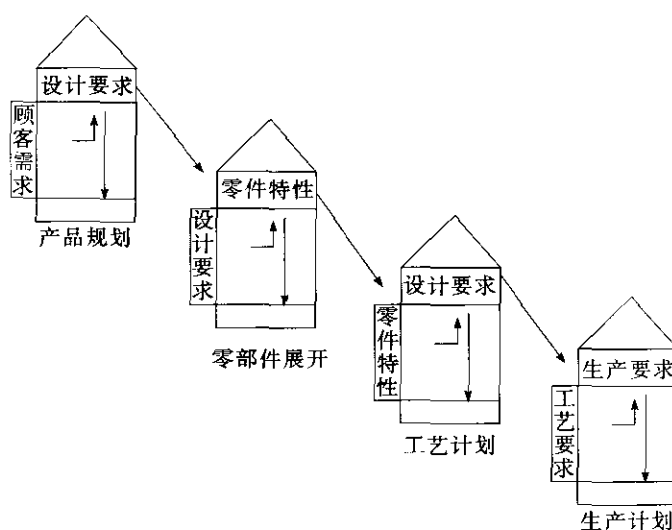 设计要求
顾客需求
产品规划
零件特性
设计要求
零部件展开
设计要求
零件特性
工艺计划
生产要求
工艺要求
生产计划